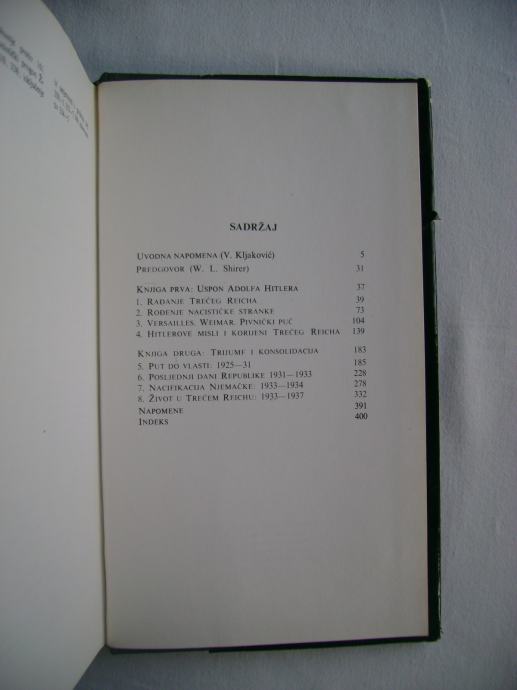 SADRŽAJ
UVODNA NAPOMENA (V. Kljaković) 5
PREDGOVOR (W. L. Shirer) 31
KNJIGA PRVA: USPON ADOLFA HITLERA 37
1. RAĐANJE TREĆEG REICHA 39
2. ROĐENJE NACISTIČKE STRANKE 73
3. VERSAILLES. WEIMAR. PIVNIČKI PUČ 104
4. HITLEROVE MISLI I KORIJENI TREĆEG REICHA 139
KNJIGA DRUGA: TRIJUMF I KONSOLIDACIJA 183
5. PUT DO VLASTI: 1925—31 185
6. POSLJEDNJI DANI REPUBLIKE 1931—1933 228
7. NACIFIKACIJA NJEMAČKE: 1933—1934 278
8. ŽIVOT U TREĆEM REICHU: 1933—1937 332
NAPOMENE 391
INDEKS 400